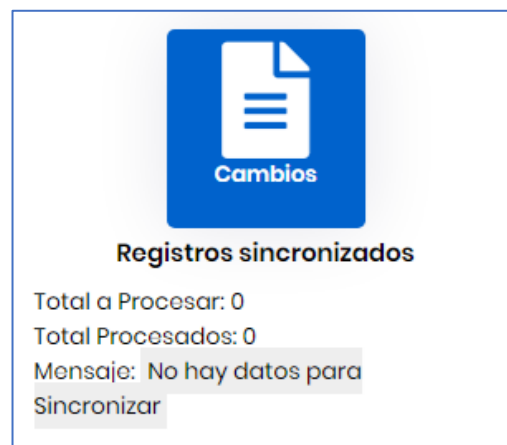 Cambios
Registros sincronizados
Total a Procesar: 0
Total Procesados: 0
Mensaje: No hay datos para
Sincronizar